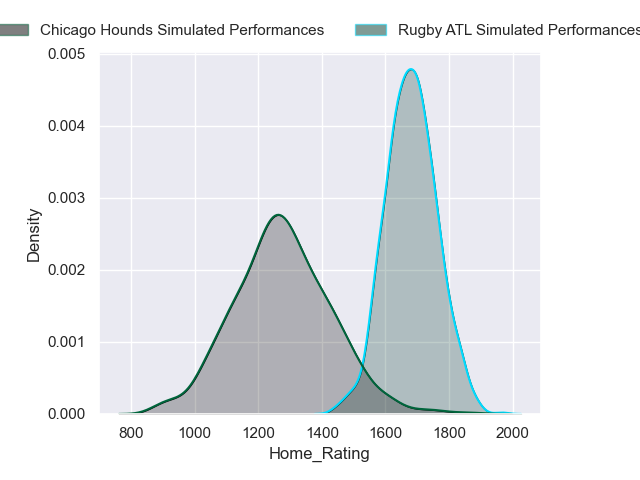 Chicago Hounds Simulated Performances Rugby ATL Simulated Performances
0.005
0.004
0.003
0.002
0.001
0.000
Density
800 1000 1200 1400 1600 1800 2000
Home_Rating